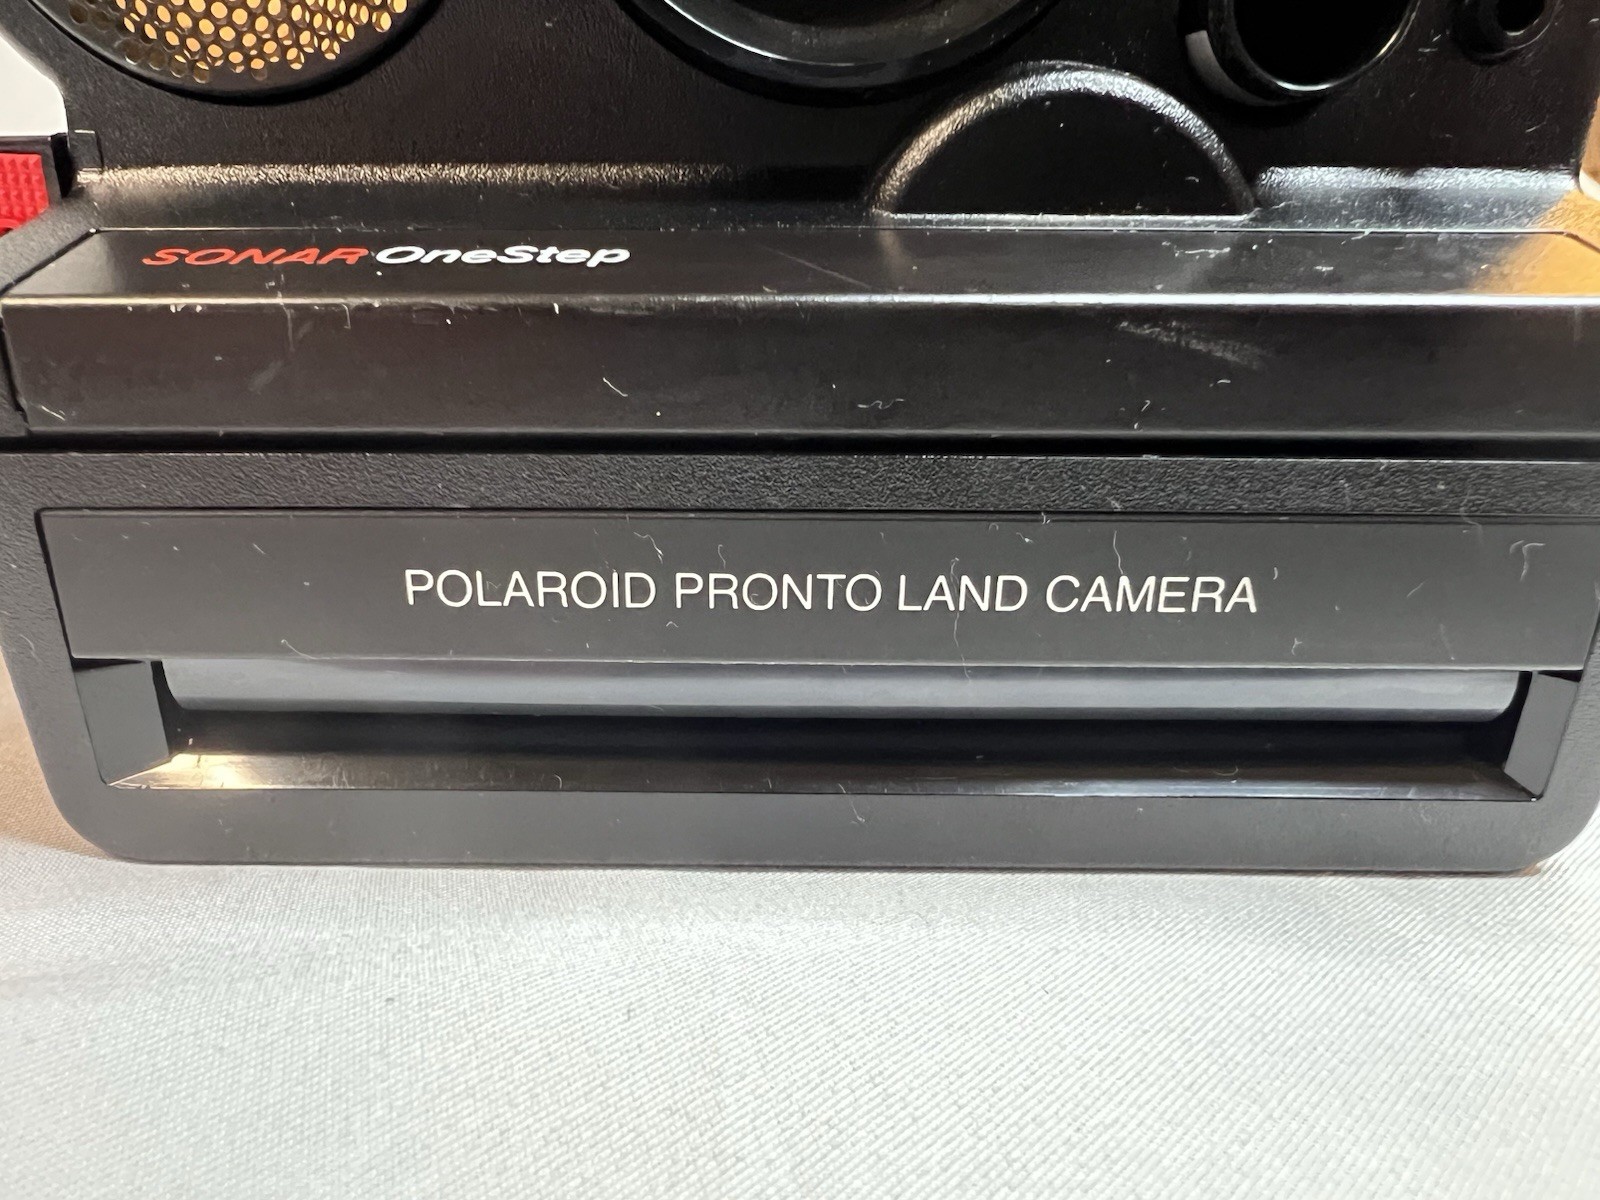 SONAR OneStep
POLAROID PRONTO LAND CAMERA